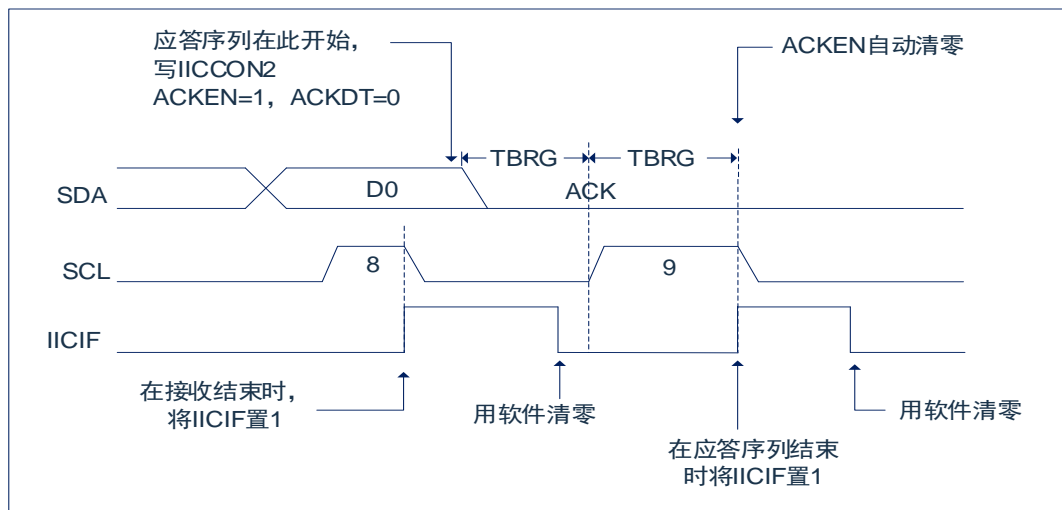 应答序列在此开始，
写IICCON2
ACKEN=1，ACKDT=0
ACKEN自动清零
TBRG
TBRG
SDA
D0
ACK
SCL
8
9
IICIF
在接收结束时，
将IICIF置1
用软件清零
在应答序列结束
时将IICIF置1
用软件清零